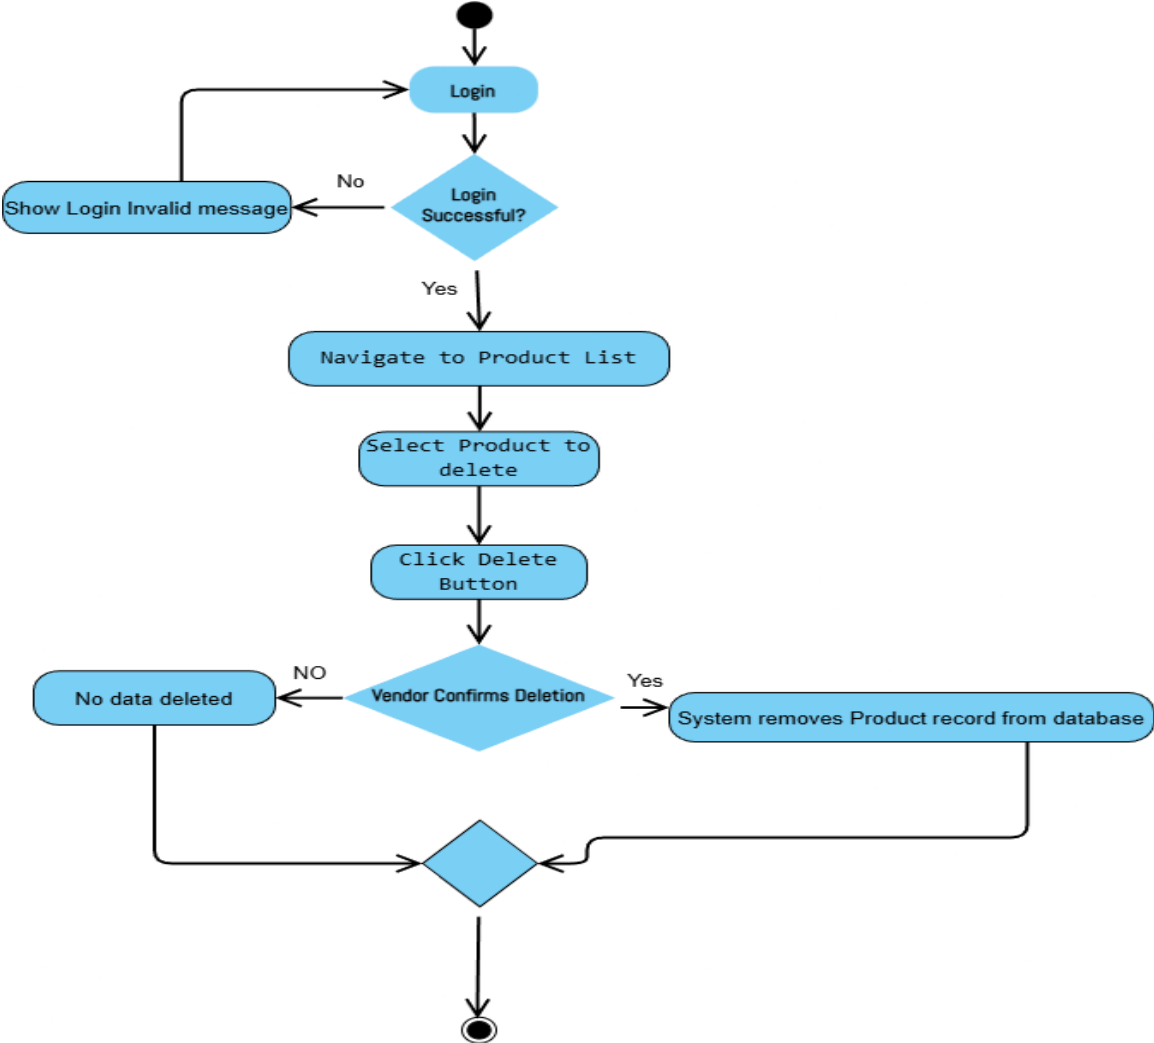 Login
No
Login
Successful?
Show Login Invalid message
Yes
Navigate to Product List
Select Product to
delete
Click Delete
Button
NO
Vendor Confirms Deletion
Yes
No data deleted
System removes Product record from database